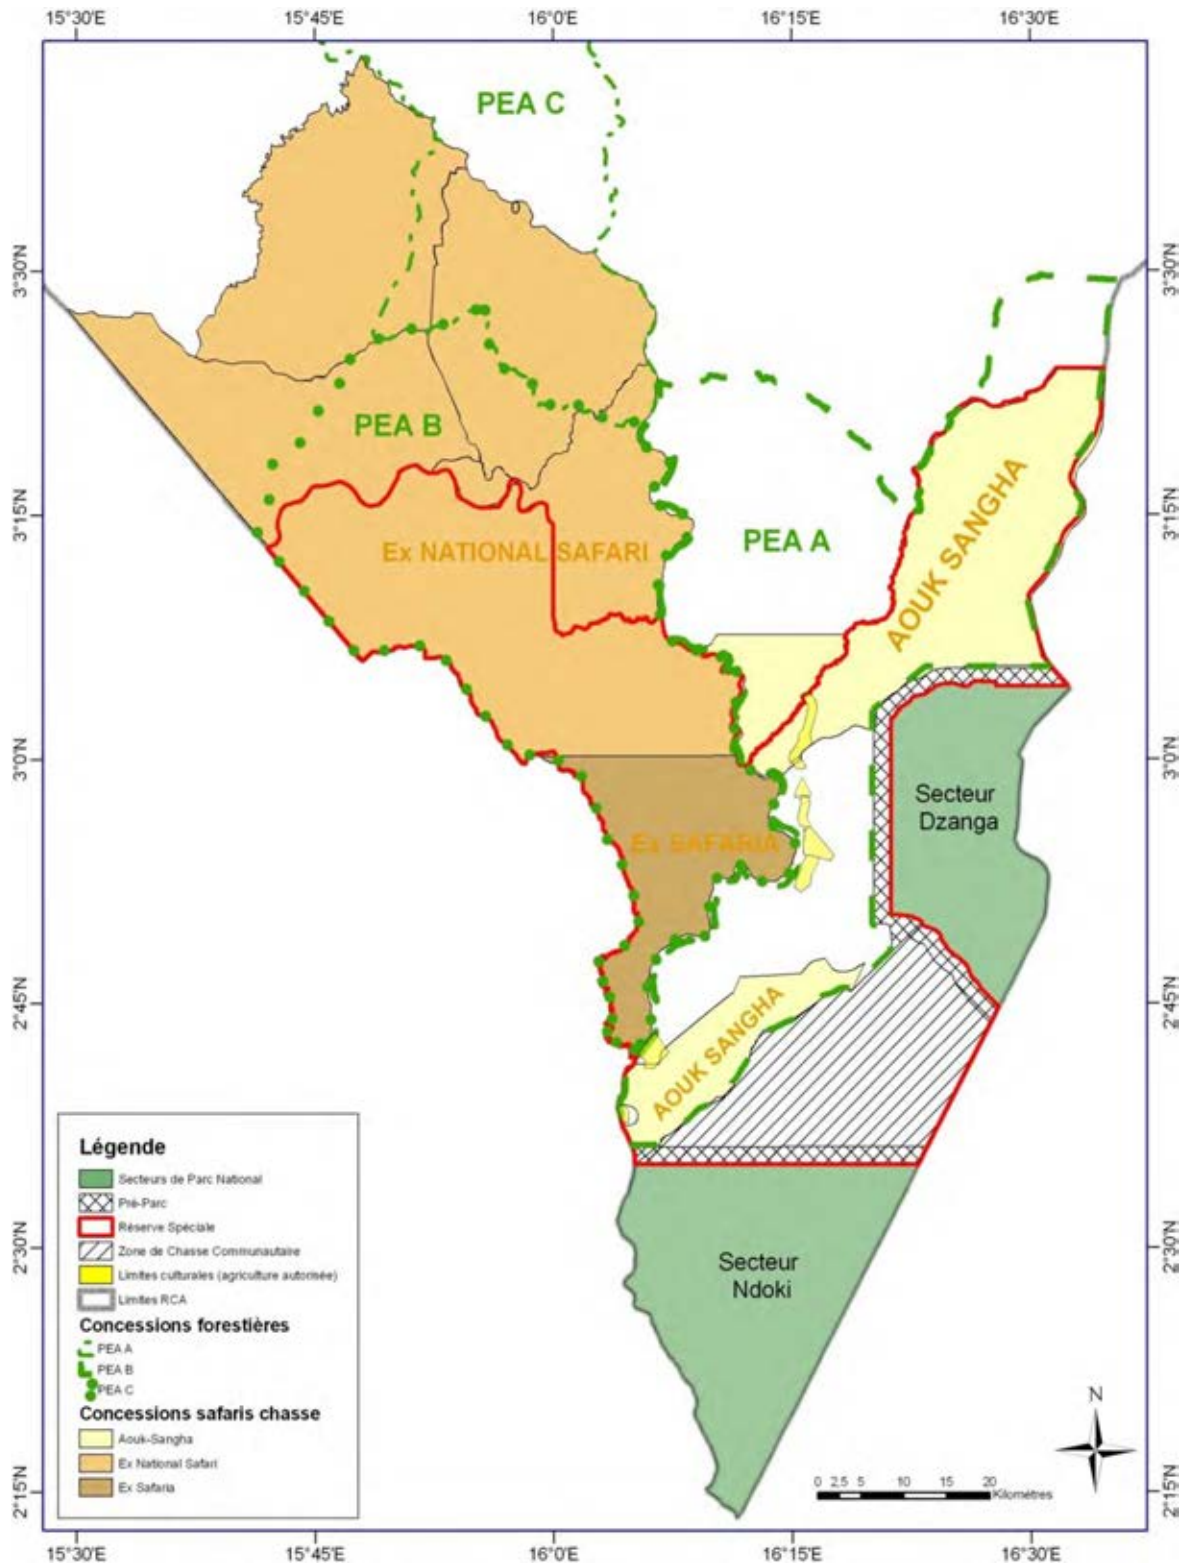 15°30'E 15°45'E 16°0'E 16°15'E 16°30'E
PEA C
3°30'N 3°30'N
PEA B
AOUK SANGHA
3°15'N 3°15'N
PEA A
Ex NATIONAL SAFARI
3°0'N 3°0'N
Secteur
Dzanga
Ex SAFARIA
2°45'N 2°45'N
AOUK SANGHA
Légende
Secteurs de Parc National
Pré-Parc
Réserve Spéciale
Zone de Chasse Communautaire
Limites culturales (agriculture autorisée)
Limites RCA
Concessions forestières
PEA A
PEA B
PEA C
Concessions safaris chasse
Aouk-Sangha
Ex National Safari
Ex Safaria
2°30'N 2°30'N
Secteur
Ndoki
N
0 2,5 5 10 15 20
Kilomètres
2°15'N 2°15'N
15°30'E 15°45'E 16°0'E 16°15'E 16°30'E